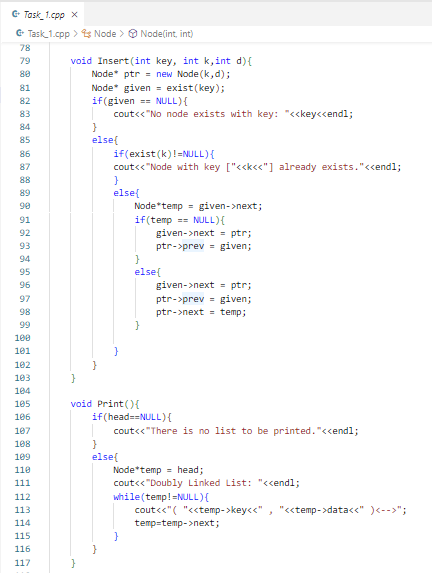 Task_1.cpp ×
Task_1.cpp > Node > Node(int, int)
78
79 void Insert(int key, int k,int d){
80 Node* ptr = new Node(k,d);
81 Node* given = exist(key);
82 if(given == NULL){
83 cout<<"No node exists with key: "<<key<<endl;
84 }
85 else{
86 if(exist(k)!=NULL){
87 cout<<"Node with key ["<<k<<"] already exists."<<endl;
88 }
89 else{
90 Node*temp = given->next;
91 if(temp == NULL){
92 given->next = ptr;
93 ptr->prev = given;
94 }
95 else{
96 given->next = ptr;
97 ptr->prev = given;
98 ptr->next = temp;
99 }
100
101 }
102 }
103 }
104
105 void Print(){
106 if(head==NULL){
107 cout<<"There is no list to be printed."<<endl;
108 }
109 else{
110 Node*temp = head;
111 cout<<"Doubly Linked List: "<<endl;
112 while(temp!=NULL){
113 cout<<"( "<<temp->key<<" , "<<temp->data<<" )<-->";
114 temp=temp->next;
115 }
116 }
117 }